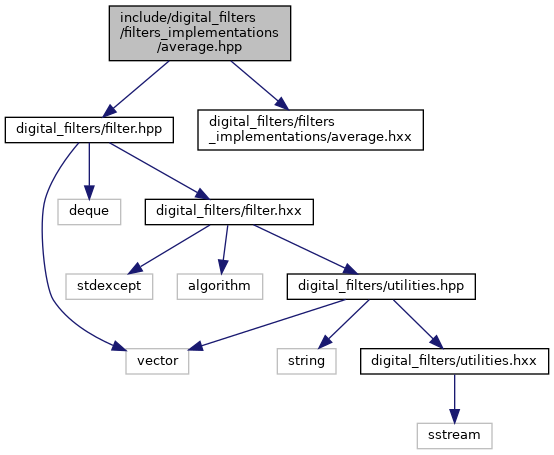 include/digital_filters
/filters_implementations
/average.hpp
digital_filters/filter.hpp
digital_filters/filters
_implementations/average.hxx
deque
digital_filters/filter.hxx
stdexcept
algorithm
digital_filters/utilities.hpp
vector
string
digital_filters/utilities.hxx
sstream